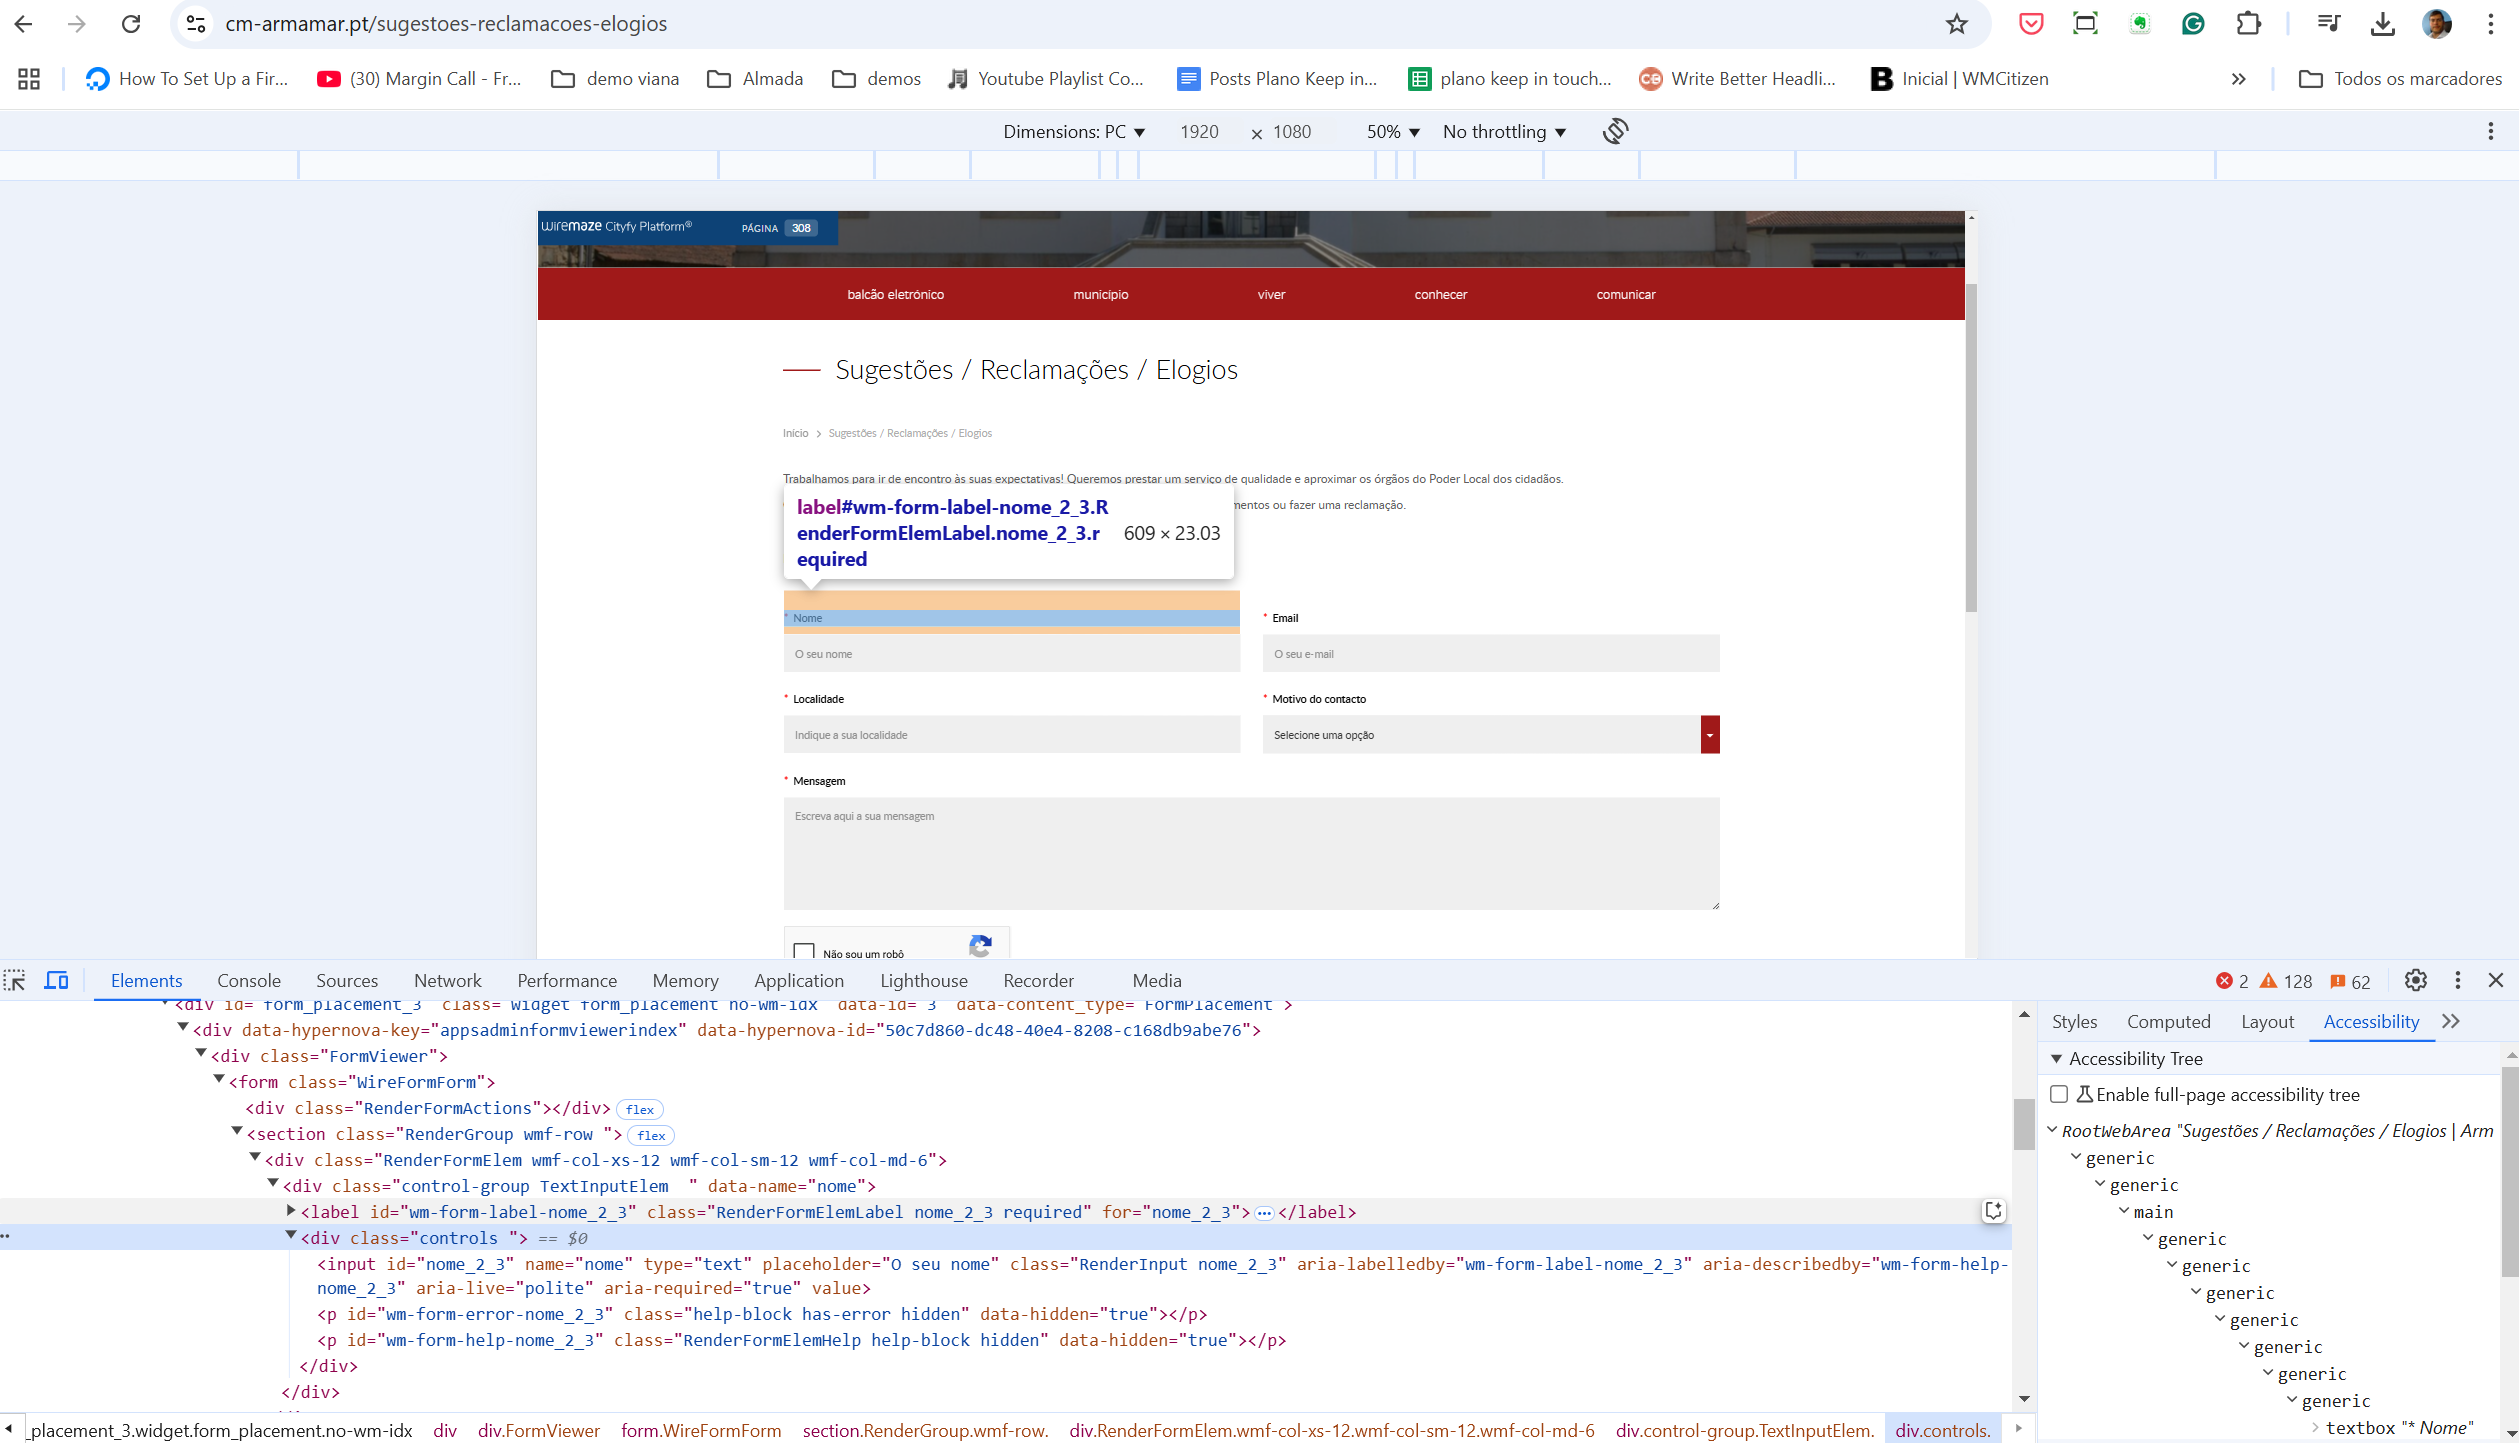 cm-armamar.pt/sugestoes-reclamacoes-elogios
How To Set Up a Fir... (30) Margin Call - Fr... demo viana Almada demos Youtube Playlist Co... Posts Plano Keep in... plano keep in touch... Write Better Headli... B Inicial | WMCitizen » Todos os marcadores
Dimensions: PC 1920 × 1080 50% No throttling
wiremaze Cityfy Platform® PÁGINA 308
balcão eletrónico município viver conhecer comunicar
Sugestões / Reclamações / Elogios
Início > Sugestões / Reclamações / Elogios
Trabalhamos para ir de encontro às suas expectativas! Queremos prestar um serviço de qualidade e aproximar os órgãos do Poder Local dos cidadãos.
mentos ou fazer uma reclamação.
label#wm-form-label-nome_2_3.R
enderFormElemLabel.nome_2_3.r 609 × 23.03
equired
* Nome * Email
O seu nome O seu e-mail
* Localidade * Motivo do contacto
Indique a sua localidade Selecione uma opção
* Mensagem
Escreva aqui a sua mensagem
Não sou um robô
Elements Console Sources Network Performance Memory Application Lighthouse Recorder Media 2 128 62
<div id="form_placement_3" class="widget form_placement no-wm-idx" data-id="3" data-content_type="FormPlacement">
<div data-hypernova-key="appsadminformviewerindex" data-hypernova-id="50c7d860-dc48-40e4-8208-c168db9abe76">
<div class="FormViewer">
<form class="WireFormForm">
<div class="RenderFormActions"></div> flex
<section class="RenderGroup wmf-row "> flex
<div class="RenderFormElem wmf-col-xs-12 wmf-col-sm-12 wmf-col-md-6">
<div class="control-group TextInputElem  " data-name="nome">
<label id="wm-form-label-nome_2_3" class="RenderFormElemLabel nome_2_3 required" for="nome_2_3">…</label>
<div class="controls "> == $0
<input id="nome_2_3" name="nome" type="text" placeholder="O seu nome" class="RenderInput nome_2_3" aria-labelledby="wm-form-label-nome_2_3" aria-describedby="wm-form-help-
nome_2_3" aria-live="polite" aria-required="true" value>
<p id="wm-form-error-nome_2_3" class="help-block has-error hidden" data-hidden="true"></p>
<p id="wm-form-help-nome_2_3" class="RenderFormElemHelp help-block hidden" data-hidden="true"></p>
</div>
</div>
_placement_3.widget.form_placement.no-wm-idx div div.FormViewer form.WireFormForm section.RenderGroup.wmf-row. div.RenderFormElem.wmf-col-xs-12.wmf-col-sm-12.wmf-col-md-6 div.control-group.TextInputElem. div.controls.
Styles Computed Layout Accessibility »
Accessibility Tree
Enable full-page accessibility tree
RootWebArea "Sugestões / Reclamações / Elogios | Arm
generic
generic
main
generic
generic
generic
generic
generic
generic
generic
textbox "* Nome"